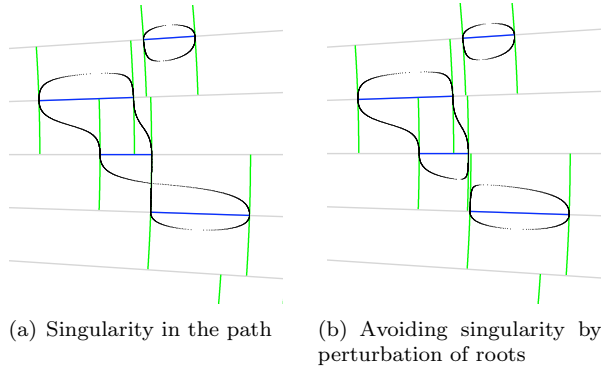 (a) Singularity in the path
(b) Avoiding singularity by
perturbation of roots